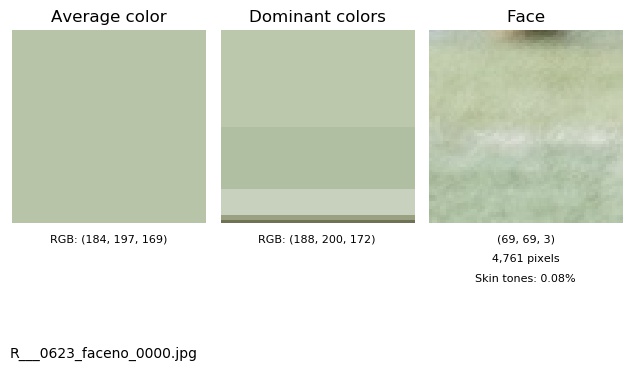 Average color
Dominant colors
Face
RGB: (184, 197, 169)
RGB: (188, 200, 172)
(69, 69, 3)
4,761 pixels
Skin tones: 0.08%
R___0623_faceno_0000.jpg